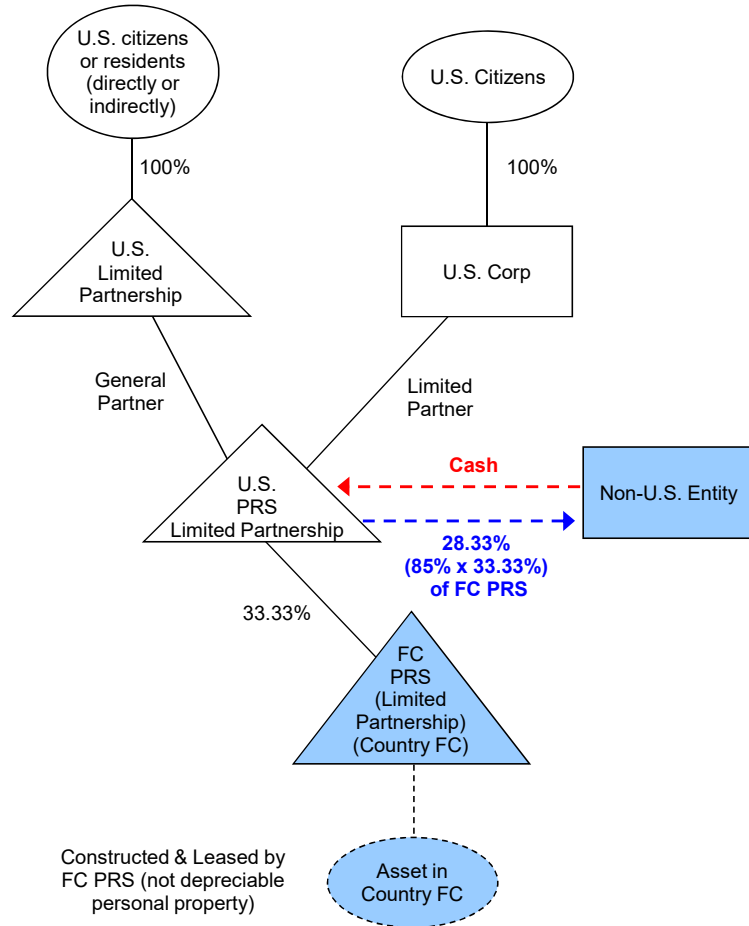 U.S. citizens
or residents
(directly or
indirectly)
U.S. Citizens
100%
100%
U.S.
Limited
Partnership
U.S. Corp
General
Partner
Limited
Partner
U.S.
PRS
Limited Partnership
Cash
Non-U.S. Entity
28.33%
(85% x 33.33%)
of FC PRS
33.33%
FC
PRS
(Limited
Partnership)
(Country FC)
Constructed & Leased by
FC PRS (not depreciable
personal property)
Asset in
Country FC